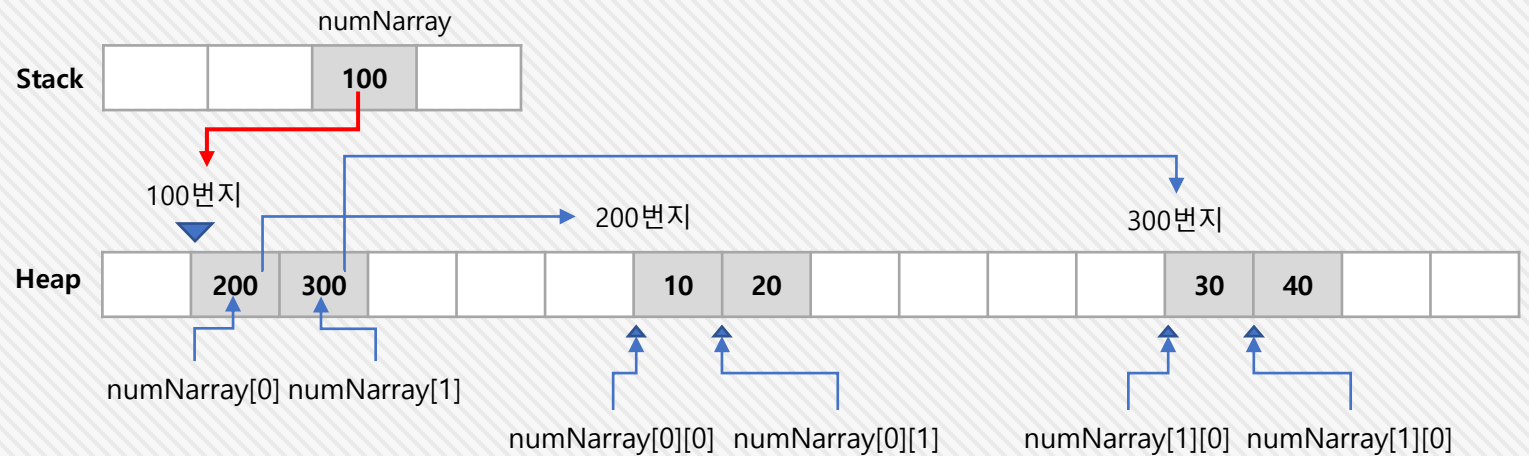 numNarray
Stack
100
100번지
200번지
300번지
Heap
200 300 10 20 30 40
numNarray[0] numNarray[1]
numNarray[0][0] numNarray[0][1] numNarray[1][0] numNarray[1][0]